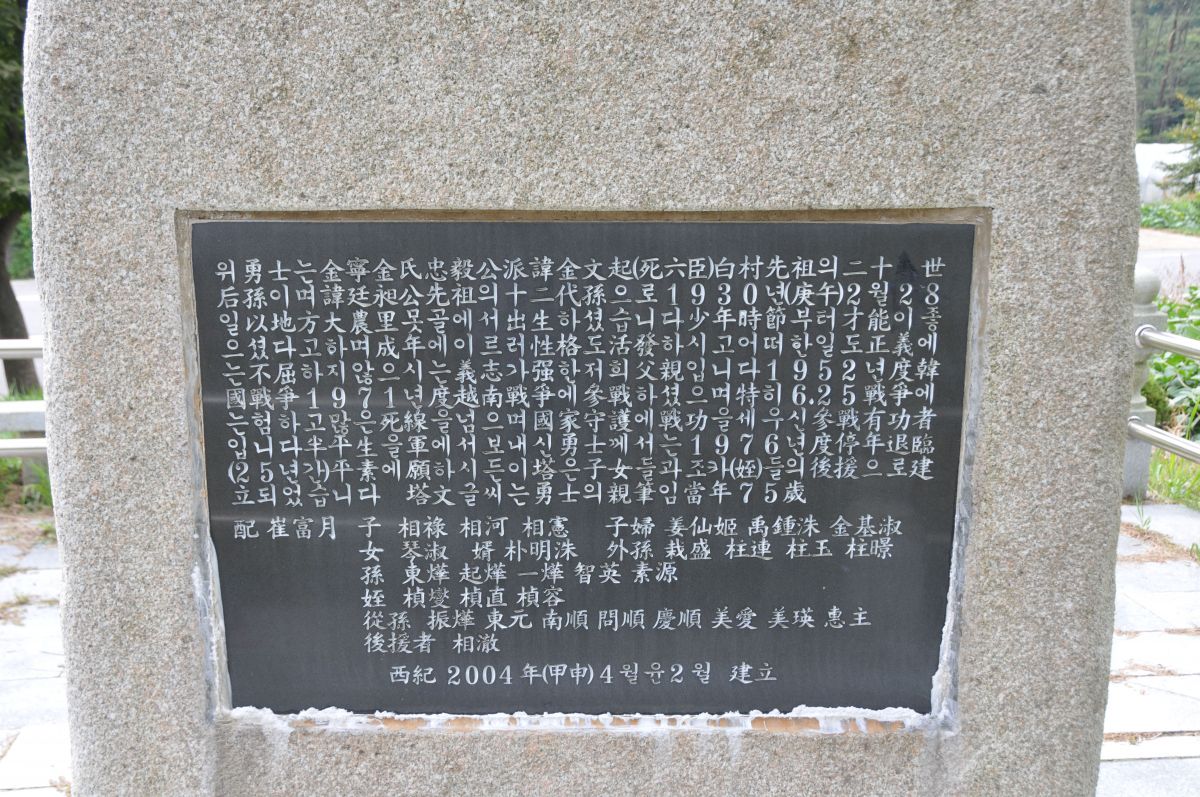 위勇士는金寧金氏忠毅公派諱金文起(死六臣)白村先祖의二十世
后孫이며諱廷昶公先祖의十二代孫으로1930년(庚午)2월28
일以地方大農里못골에서出生하셨습니다少年時節부터才能이좋
으셨다고하며成年에이르러性格도活發시입어떠한일도正義에
는不屈하지않으시는義志가强한저희父親입니다1952年度韓
國戰爭1971년度越南戰爭에參戰하셨으며特히6.25戰爭에
험하고많은死線을넘으며國家守護에戰功을세우신參戰有功者
입니다半平生을軍에서보내신勇士께서는1976년度停年退臨
(25년간)平素에願하시든이塔은子女들과조카(姪)들의後援으로建
立되었습니다 塔文글씨는勇士의親筆임當年75歲
配 崔富月 子 相祿 相河 相憲 子婦 姜仙姬 禹鍾洙 金基淑
女 琴淑 婿 朴明洙 外孫 栽盛 柱連 柱玉 柱暻
孫 東燁 起燁 一燁 智英 素源
姪 楨燮 楨直 楨容
從孫 振燁 東元 南順 問順 慶順 美愛 美瑛 惠主
後援者 相澈
西紀 2004年(甲申)4월윤2월 建立